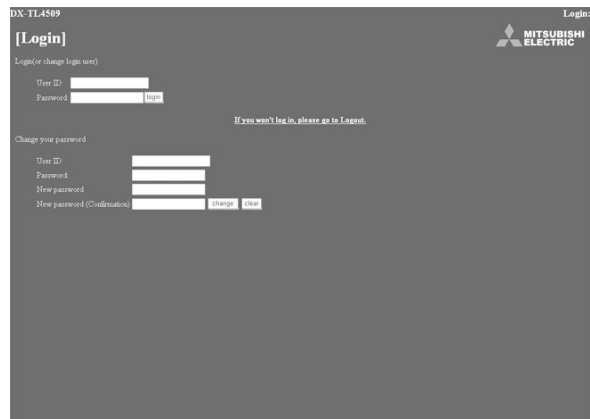 DX-TL4509 Login:
[Login]
MITSUBISHI
ELECTRIC
Login(or change login user)
User ID:
Password: login
If you won't log in, please go to Logout.
Change your password
User ID:
Password
New password
New password (Confirmation) change clear